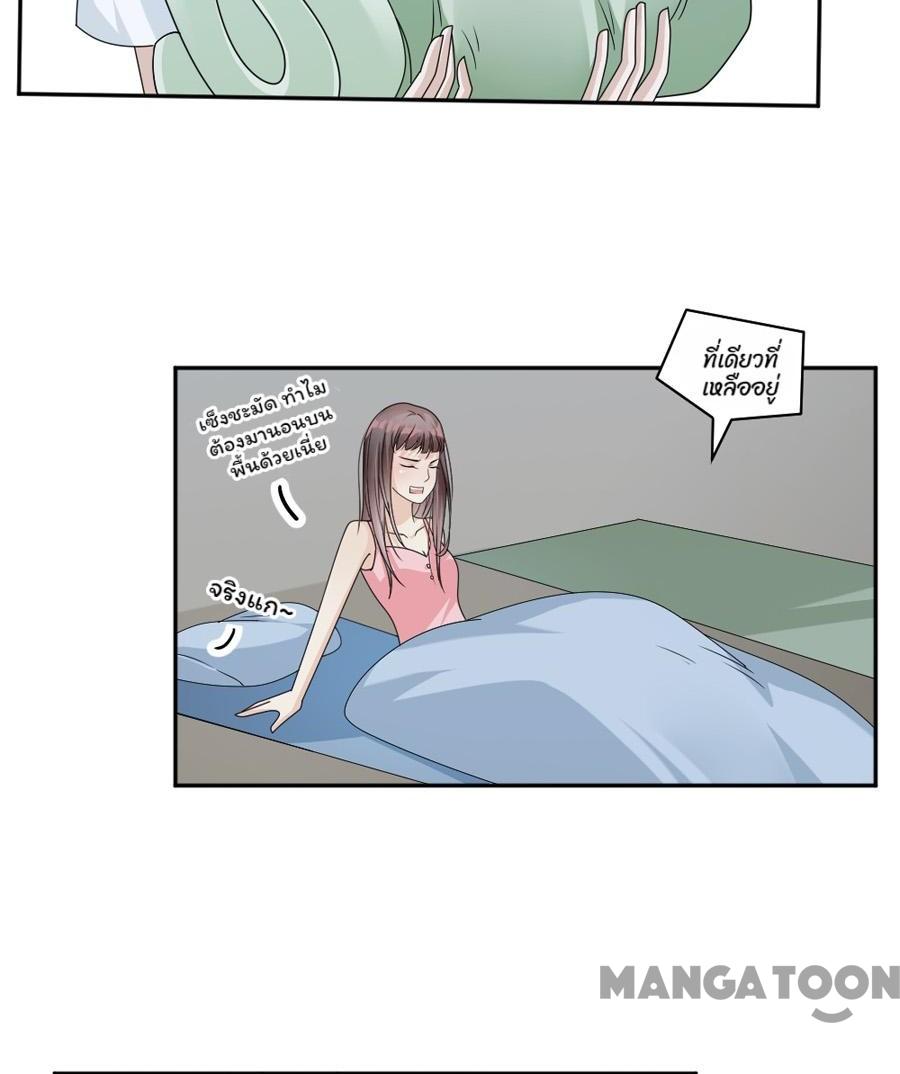 ที่เดียวที่
เหลืออยู่
เซ็งชะมัด ทำไม
ต้องมานอนบน
พื้นด้วยเนี่ย
จริงแก~
MANGATOON